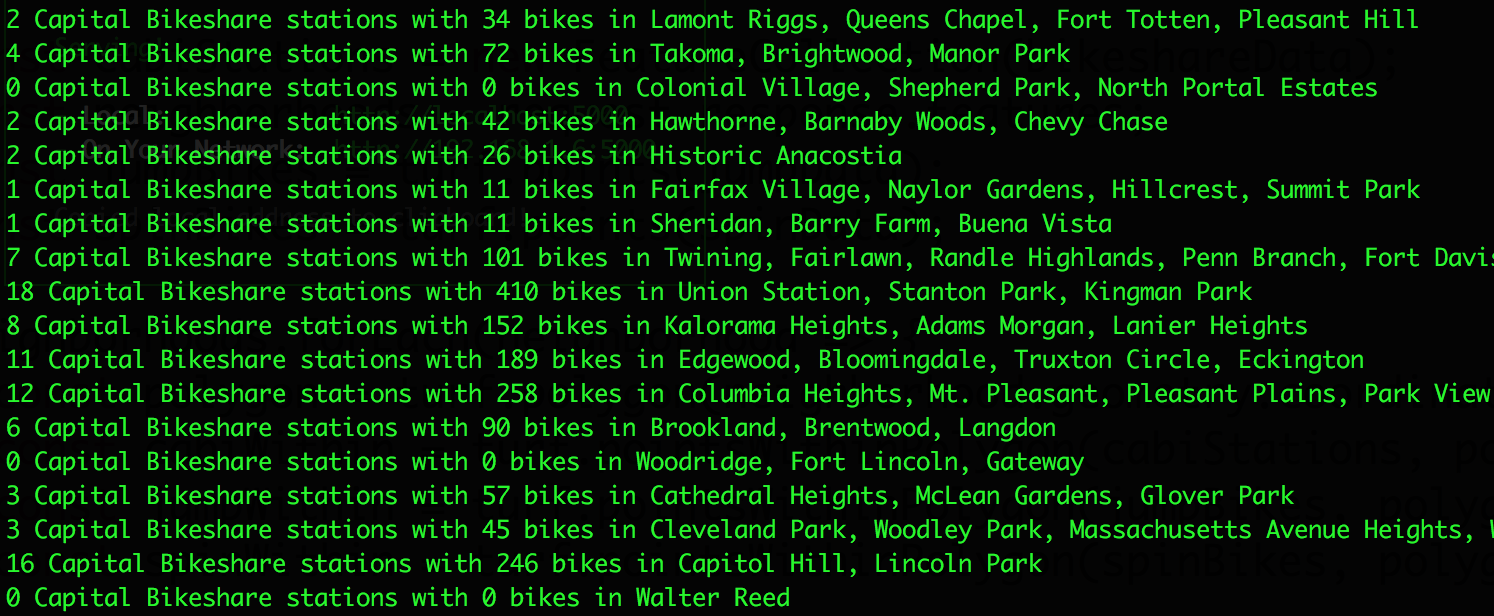 2 Capital Bikeshare stations with 34 bikes in Lamont Riggs, Queens Chapel, Fort Totten, Pleasant Hill
4 Capital Bikeshare stations with 72 bikes in Takoma, Brightwood, Manor Park
0 Capital Bikeshare stations with 0 bikes in Colonial Village, Shepherd Park, North Portal Estates
2 Capital Bikeshare stations with 42 bikes in Hawthorne, Barnaby Woods, Chevy Chase
2 Capital Bikeshare stations with 26 bikes in Historic Anacostia
1 Capital Bikeshare stations with 11 bikes in Fairfax Village, Naylor Gardens, Hillcrest, Summit Park
1 Capital Bikeshare stations with 11 bikes in Sheridan, Barry Farm, Buena Vista
7 Capital Bikeshare stations with 101 bikes in Twining, Fairlawn, Randle Highlands, Penn Branch, Fort Davis
18 Capital Bikeshare stations with 410 bikes in Union Station, Stanton Park, Kingman Park
8 Capital Bikeshare stations with 152 bikes in Kalorama Heights, Adams Morgan, Lanier Heights
11 Capital Bikeshare stations with 189 bikes in Edgewood, Bloomingdale, Truxton Circle, Eckington
12 Capital Bikeshare stations with 258 bikes in Columbia Heights, Mt. Pleasant, Pleasant Plains, Park View
6 Capital Bikeshare stations with 90 bikes in Brookland, Brentwood, Langdon
0 Capital Bikeshare stations with 0 bikes in Woodridge, Fort Lincoln, Gateway
3 Capital Bikeshare stations with 57 bikes in Cathedral Heights, McLean Gardens, Glover Park
3 Capital Bikeshare stations with 45 bikes in Cleveland Park, Woodley Park, Massachusetts Avenue Heights,
16 Capital Bikeshare stations with 246 bikes in Capitol Hill, Lincoln Park
0 Capital Bikeshare stations with 0 bikes in Walter Reed